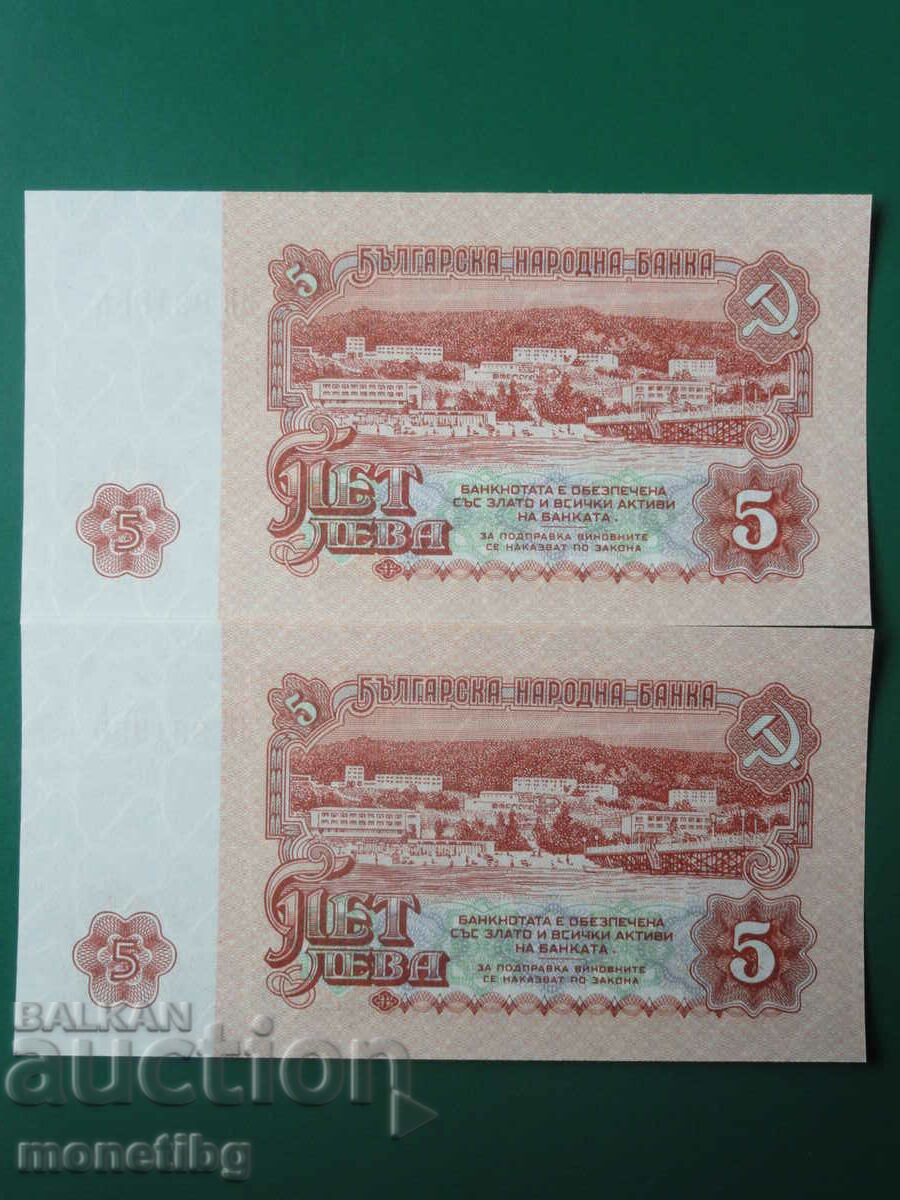 5 БЪЛГАРСКА НАРОДНА БАНКА
ПЕТ
ЛЕВА
БАНКНОТАТА Е ОБЕЗПЕЧЕНА
СЪС ЗЛАТО И ВСИЧКИ АКТИВИ
НА БАНКАТА.
ЗА ПОДПРАВКА ВИНОВНИТЕ
СЕ НАКАЗВАТ ПО ЗАКОНА
5
5
5 БЪЛГАРСКА НАРОДНА БАНКА
ПЕТ
ЛЕВА
БАНКНОТАТА Е ОБЕЗПЕЧЕНА
СЪС ЗЛАТО И ВСИЧКИ АКТИВИ
НА БАНКАТА.
ЗА ПОДПРАВКА ВИНОВНИТЕ
СЕ НАКАЗВАТ ПО ЗАКОНА
5
5
BALKAN
auction
monetibg